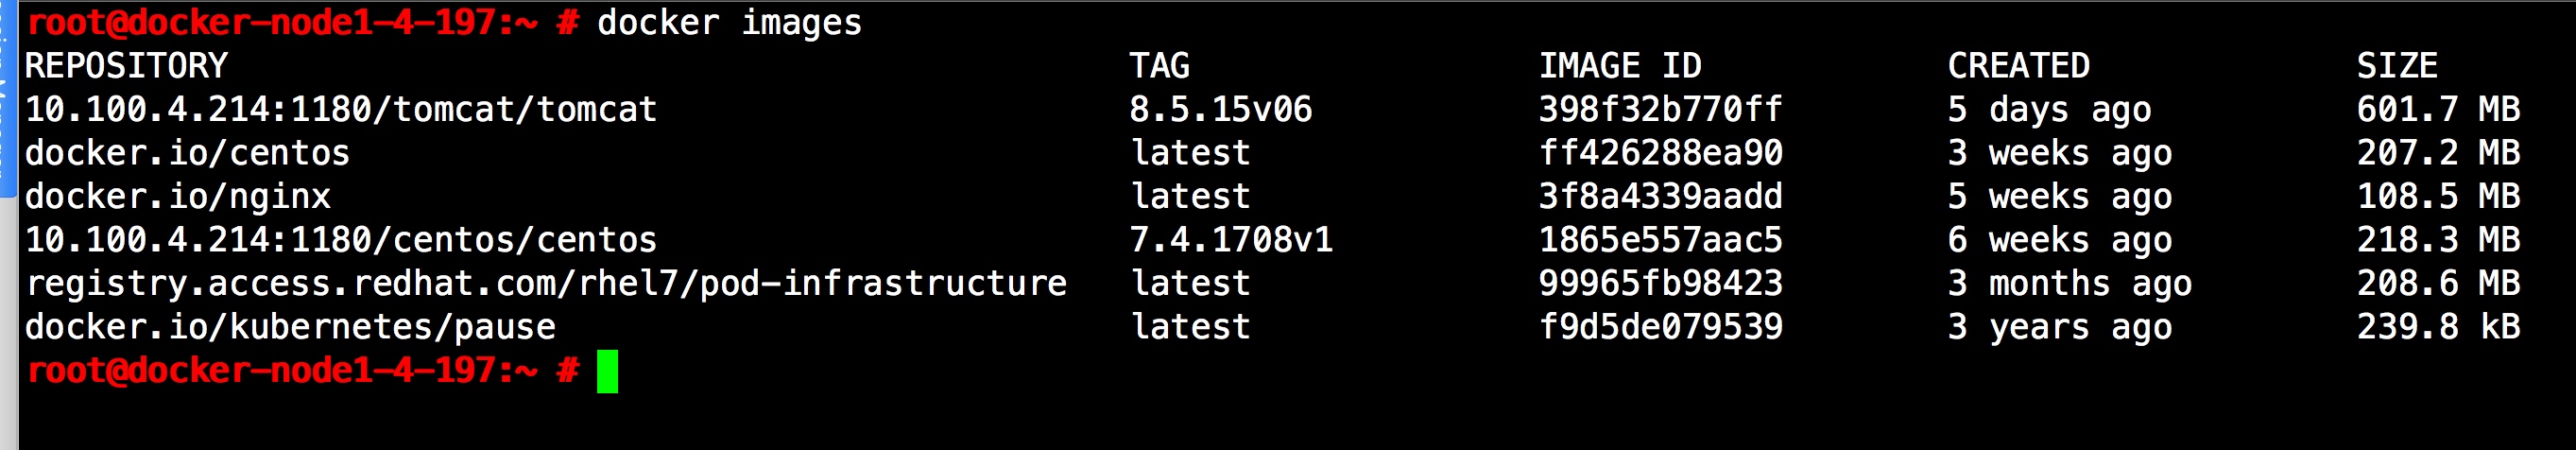 root@docker-node1-4-197:~ # docker images
REPOSITORY TAG IMAGE ID CREATED SIZE
10.100.4.214:1180/tomcat/tomcat 8.5.15v06 398f32b770ff 5 days ago 601.7 MB
docker.io/centos latest ff426288ea90 3 weeks ago 207.2 MB
docker.io/nginx latest 3f8a4339aadd 5 weeks ago 108.5 MB
10.100.4.214:1180/centos/centos 7.4.1708v1 1865e557aac5 6 weeks ago 218.3 MB
registry.access.redhat.com/rhel7/pod-infrastructure latest 99965fb98423 3 months ago 208.6 MB
docker.io/kubernetes/pause latest f9d5de079539 3 years ago 239.8 kB
root@docker-node1-4-197:~ #